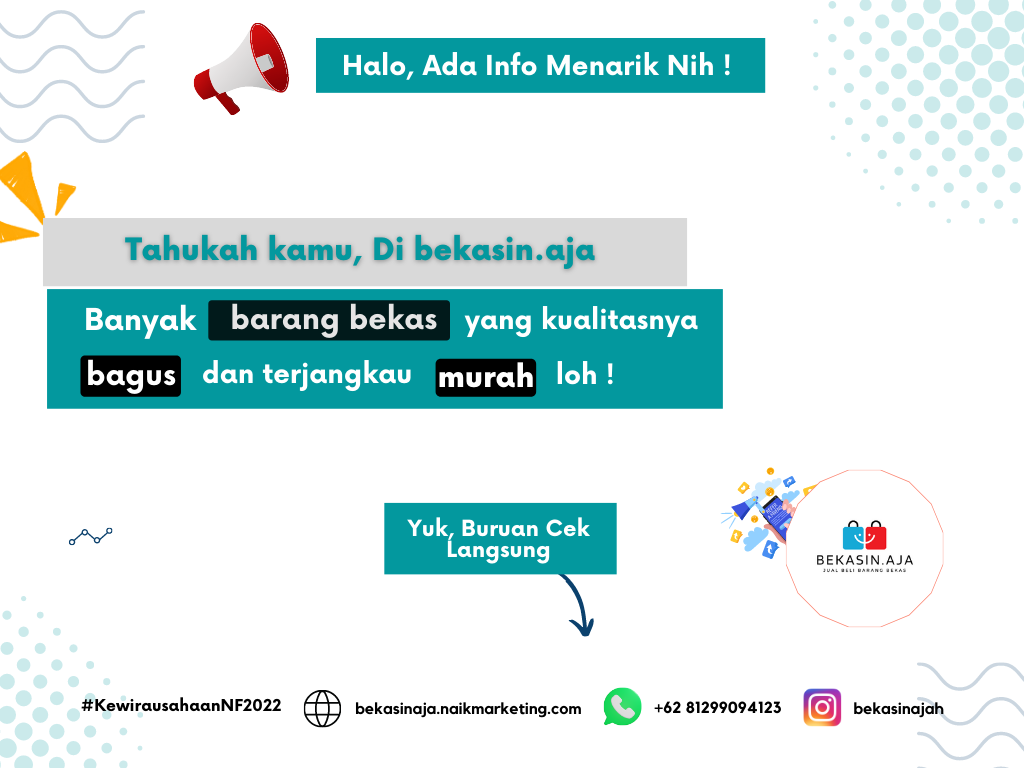 Halo, Ada Info Menarik Nih !
Tahukah kamu, Di bekasin.aja
Banyak barang bekas yang kualitasnya
bagus dan terjangkau murah loh !
Yuk, Buruan Cek
Langsung
BEKASIN.AJA
JUAL BELI BARANG BEKAS
#KewirausahaanNF2022
bekasinaja.naikmarketing.com
+62 81299094123
bekasinajah